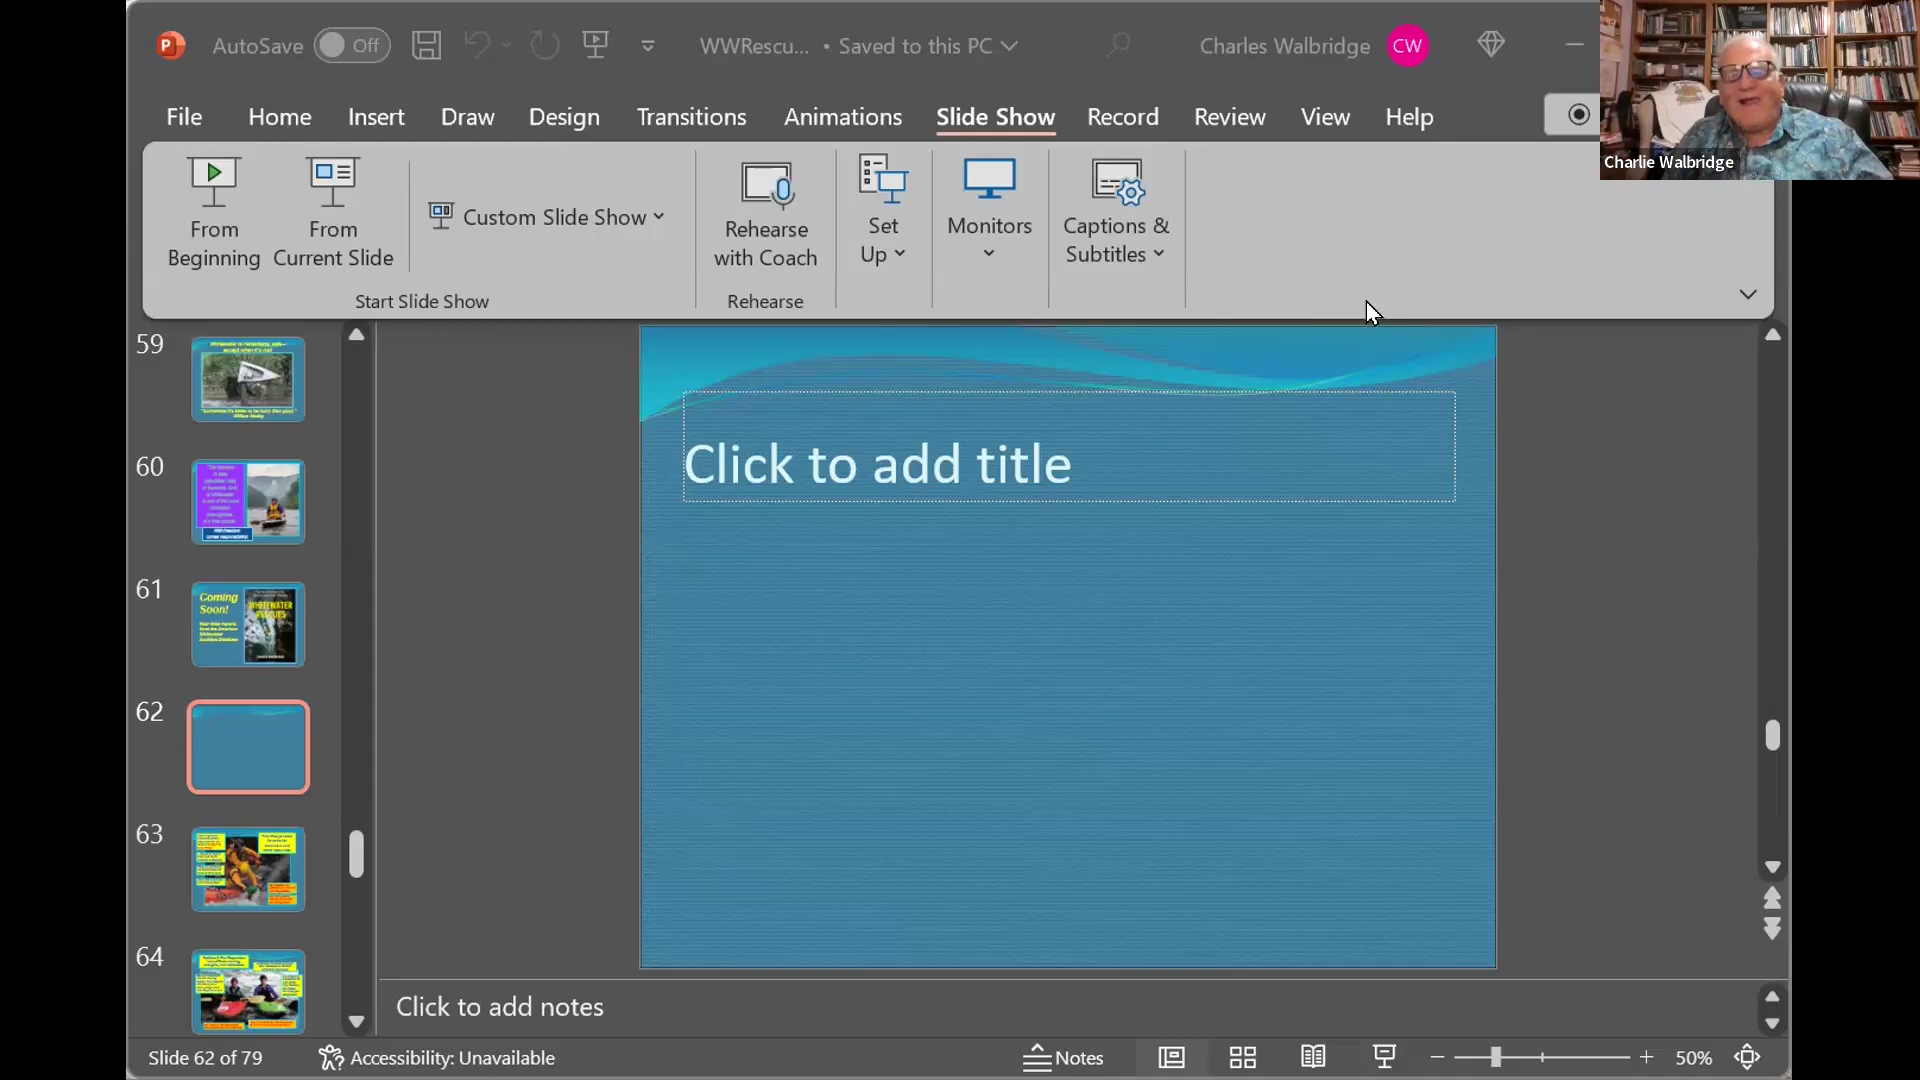 AutoSave Off WWRescu... • Saved to this PC Charles Walbridge CW
File Home Insert Draw Design Transitions Animations Slide Show Record Review View Help
Charlie Walbridge
From Beginning
From Current Slide
Custom Slide Show
Start Slide Show
Rehearse with Coach
Rehearse
Set Up
Monitors
Captions & Subtitles
59
60
61
Coming
Soon!
WHITEWATER
RESCUES
62
63
64
Click to add title
Click to add notes
Slide 62 of 79 Accessibility: Unavailable Notes 50%